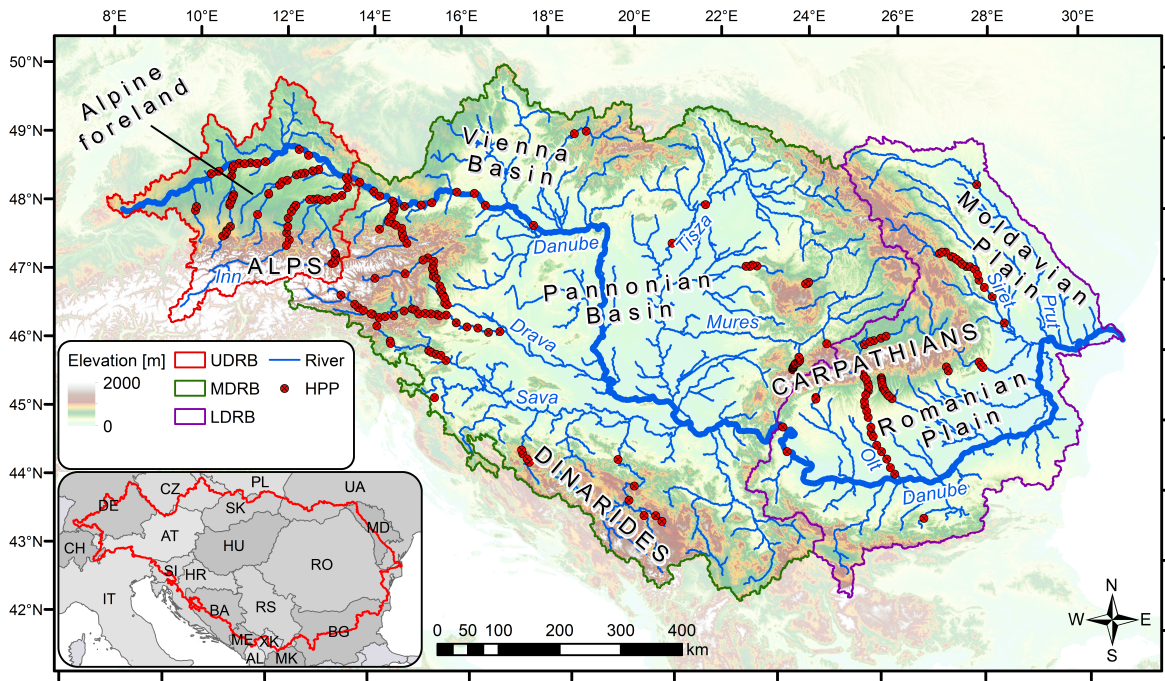 8°E 10°E 12°E 14°E 16°E 18°E 20°E 22°E 24°E 26°E 28°E 30°E
50°N
49°N
48°N
47°N
46°N
45°N
44°N
43°N
42°N
Alpine
foreland
Vienna
Basin
Danube
Tisza
Moldavian
Plain
Siret
Prut
Inn
ALPS
Pannonian
Basin
Mures
Drava
CARPATHIANS
Sava
Romanian
Plain
Olt
DINARIDES
Danube
Elevation [m]
2000
0
UDRB
MDRB
LDRB
River
HPP
CZ
PL
UA
DE
SK
MD
AT
CH
HU
RO
SI
HR
IT
BA
RS
BG
ME
XK
AL
MK
0 50 100 200 300 400
km
N
W E
S